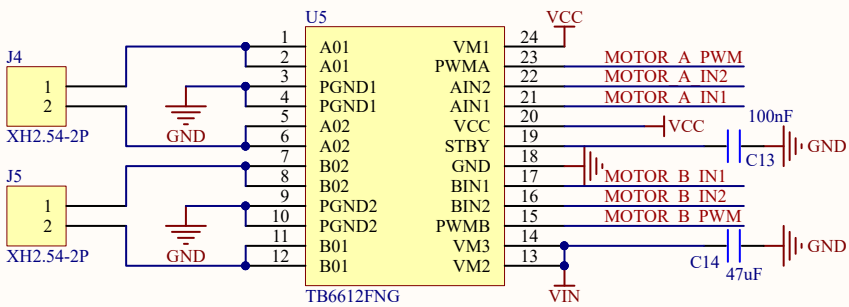 U5
VCC
J4
1
2
XH2.54-2P
J5
1
2
XH2.54-2P
GND
GND
1 A01 VM1 24
2 A01 PWMA 23 MOTOR_A_PWM
3 PGND1 AIN2 22 MOTOR_A_IN2
4 PGND1 AIN1 21 MOTOR_A_IN1
5 A02 VCC 20 VCC
6 A02 STBY 19
7 B02 GND 18
8 B02 BIN1 17 MOTOR_B_IN1
9 PGND2 BIN2 16 MOTOR_B_IN2
10 PGND2 PWMB 15 MOTOR_B_PWM
11 B01 VM3 14
12 B01 VM2 13
100nF
C13
GND
C14
47uF
GND
TB6612FNG
VIN